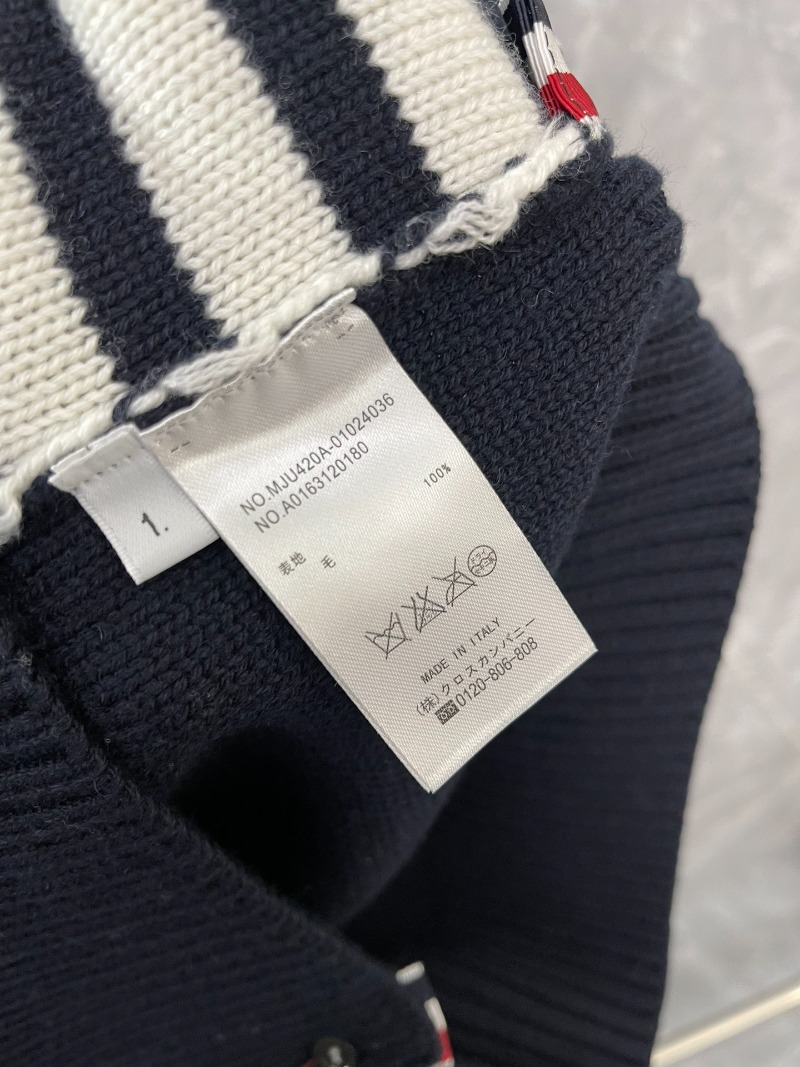 1.
NO.MJU420A-01024036
NO.A0163120180
表地 毛 100%
MADE IN ITALY
(株)クロスカンパニー
0120-806-808